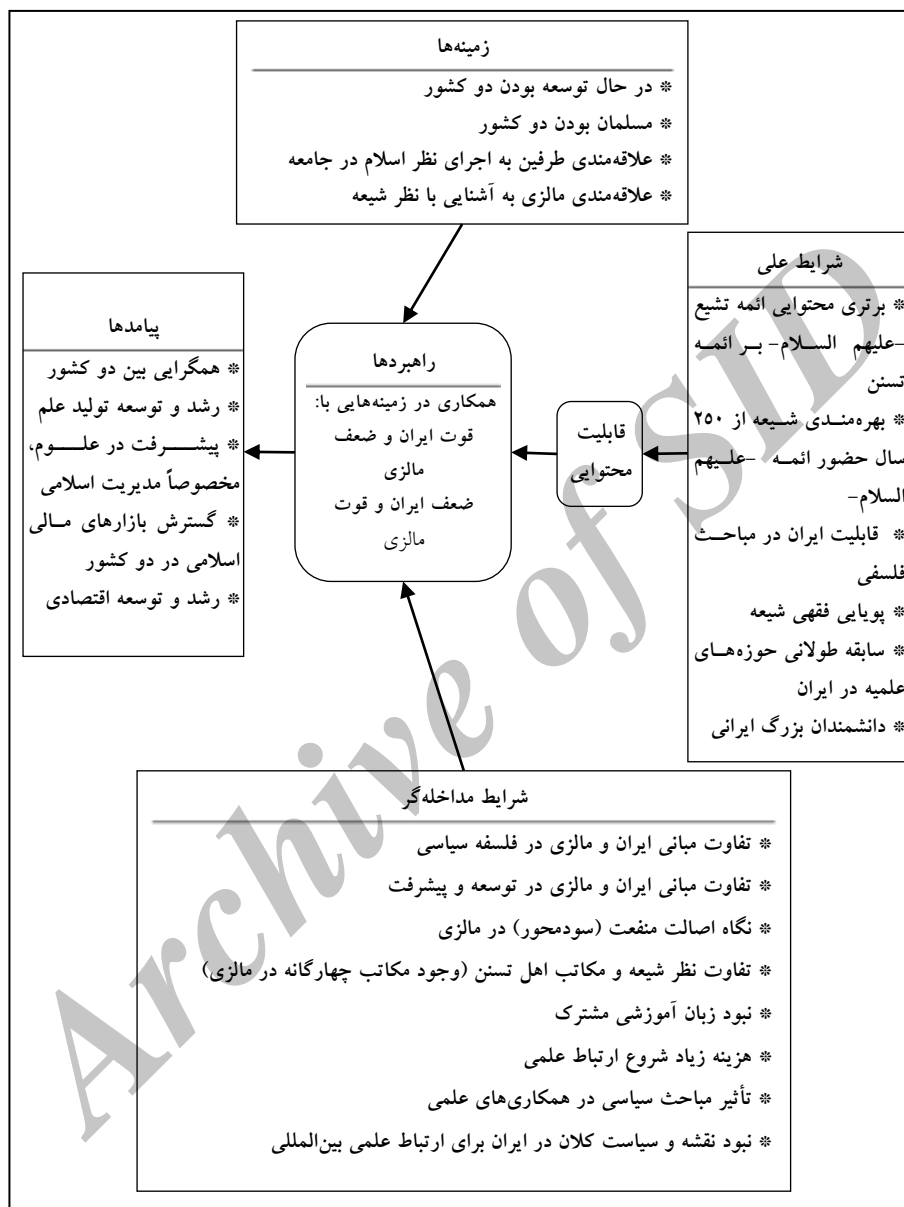 زمینه‌ها
* در حال توسعه بودن دو کشور
* مسلمان بودن دو کشور
* علاقه‌مندی طرفین به اجرای نظر اسلام در جامعه
* علاقه‌مندی مالزی به آشنایی با نظر شیعه
شرایط علی
* برتری محتوایی ائمه تشیع
-علیهم السلام- بر ائمه
تسنن
* بهره‌مندی شیعه از ۲۵۰
سال حضور ائمه -علیهم
السلام-
* قابلیت ایران در مباحث
فلسفی
* پویایی فقهی شیعه
* سابقه طولانی حوزه‌های
علمیه در ایران
* دانشمندان بزرگ ایرانی
قابلیت
محتوایی
راهبردها
همکاری در زمینه‌هایی با:
قوت ایران و ضعف
مالزی
ضعف ایران و قوت
مالزی
پیامدها
* همگرایی بین دو کشور
* رشد و توسعه تولید علم
* پیشرفت در علوم،
مخصوصاً مدیریت اسلامی
* گسترش بازارهای مالی
اسلامی در دو کشور
* رشد و توسعه اقتصادی
شرایط مداخله‌گر
* تفاوت مبانی ایران و مالزی در فلسفه سیاسی
* تفاوت مبانی ایران و مالزی در توسعه و پیشرفت
* نگاه اصالت منفعت (سودمحور) در مالزی
* تفاوت نظر شیعه و مکاتب اهل تسنن (وجود مکاتب چهارگانه در مالزی)
* نبود زبان آموزشی مشترک
* هزینه زیاد شروع ارتباط علمی
* تأثیر مباحث سیاسی در همکاری‌های علمی
* نبود نقشه و سیاست کلان در ایران برای ارتباط علمی بین‌المللی
Archive of SID